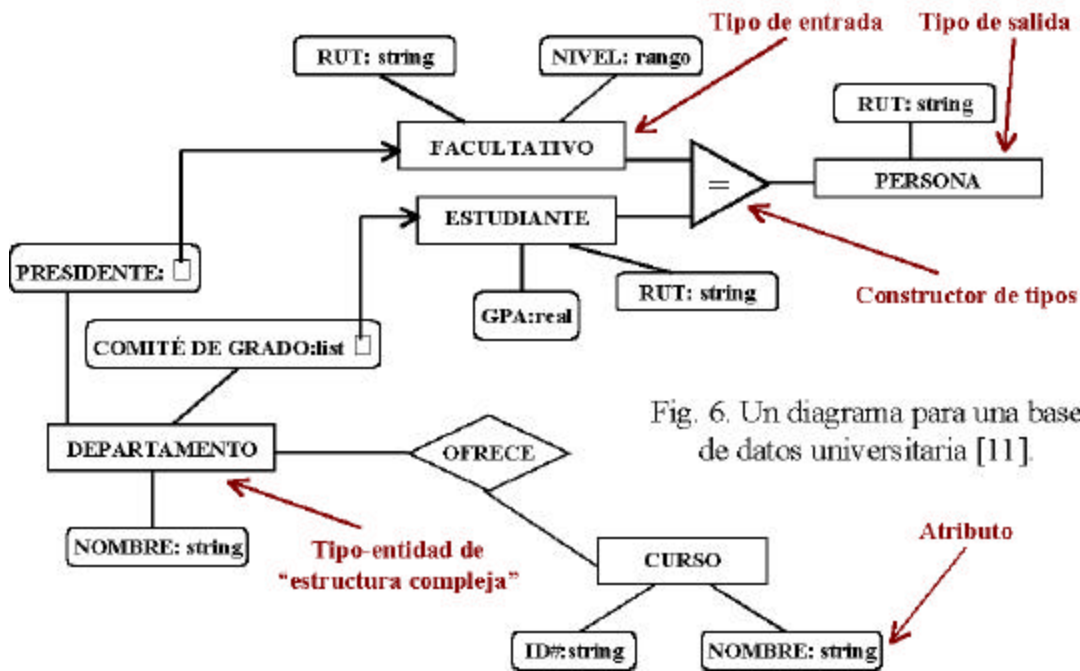 Tipo de entrada
Tipo de salida
RUT: string
NIVEL: rango
RUT: string
FACULTATIVO
=
PERSONA
ESTUDIANTE
PRESIDENTE:
RUT: string
Constructor de tipos
GPA:real
COMITÉ DE GRADO:list
Fig. 6. Un diagrama para una base
de datos universitaria [11].
DEPARTAMENTO
OFRECE
NOMBRE: string
Tipo-entidad de
“estructura compleja”
CURSO
Atributo
ID#:string
NOMBRE: string